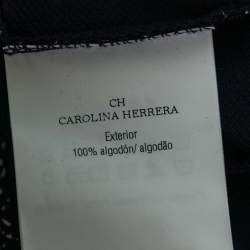 CH
CAROLINA HERRERA
Exterior
100% algodón/ algodão